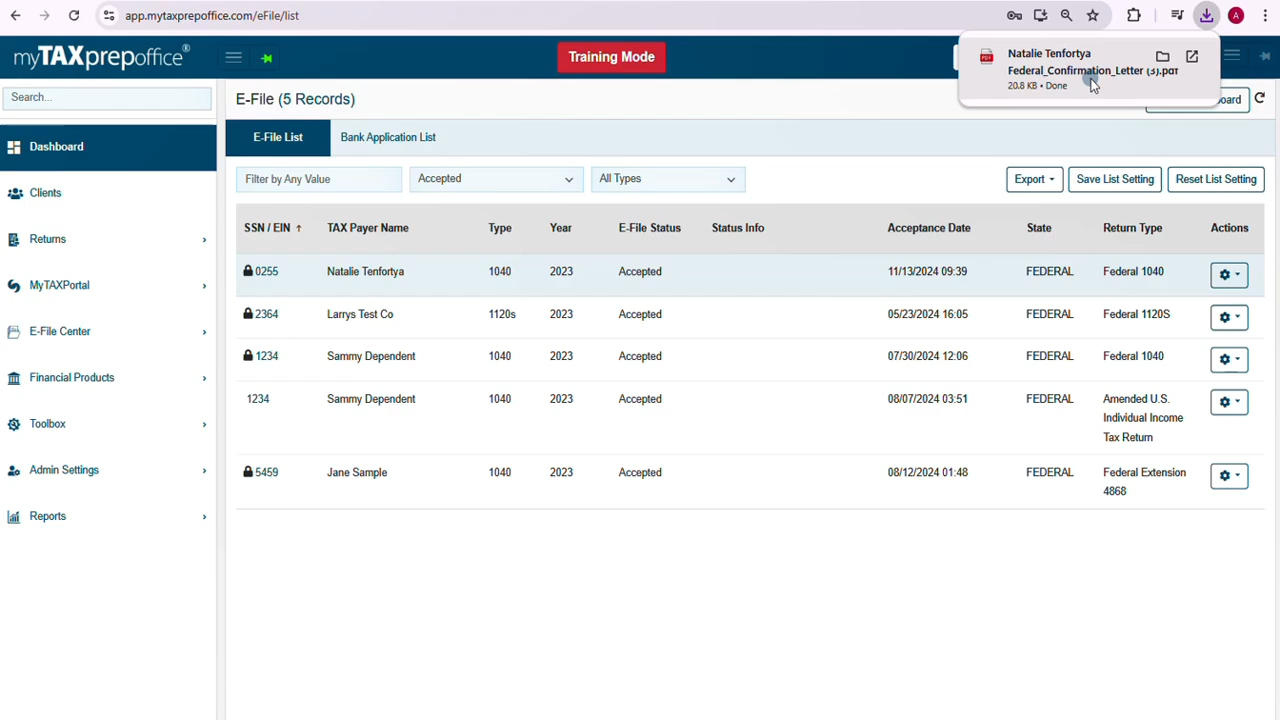 app.mytaxprepoffice.com/eFile/list
A
myTAXprepoffice®
Training Mode
Natalie Tenfortya
Federal_Confirmation_Letter (3).pdf
20.8 KB • Done
PDF
Search...
E-File (5 Records)
Dashboard
E-File List
Bank Application List
Clients
Returns
MyTAXPortal
E-File Center
Financial Products
Toolbox
Admin Settings
Reports
Filter by Any Value
Accepted
All Types
Export
Save List Setting
Reset List Setting
SSN / EIN ↑ TAX Payer Name Type Year E-File Status Status Info Acceptance Date State Return Type Actions
0255 Natalie Tenfortya 1040 2023 Accepted 11/13/2024 09:39 FEDERAL Federal 1040
2364 Larrys Test Co 1120s 2023 Accepted 05/23/2024 16:05 FEDERAL Federal 1120S
1234 Sammy Dependent 1040 2023 Accepted 07/30/2024 12:06 FEDERAL Federal 1040
1234 Sammy Dependent 1040 2023 Accepted 08/07/2024 03:51 FEDERAL Amended U.S.
Individual Income
Tax Return
5459 Jane Sample 1040 2023 Accepted 08/12/2024 01:48 FEDERAL Federal Extension
4868